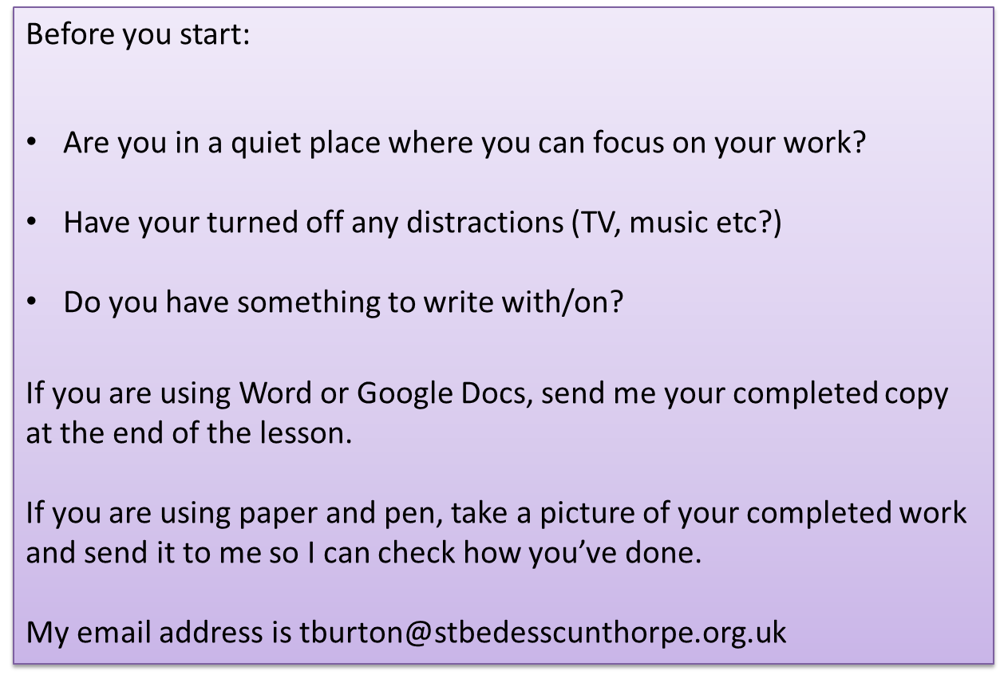 Before you start:
• Are you in a quiet place where you can focus on your work?
• Have your turned off any distractions (TV, music etc?)
• Do you have something to write with/on?
If you are using Word or Google Docs, send me your completed copy
at the end of the lesson.
If you are using paper and pen, take a picture of your completed work
and send it to me so I can check how you’ve done.
My email address is tburton@stbedesscunthorpe.org.uk